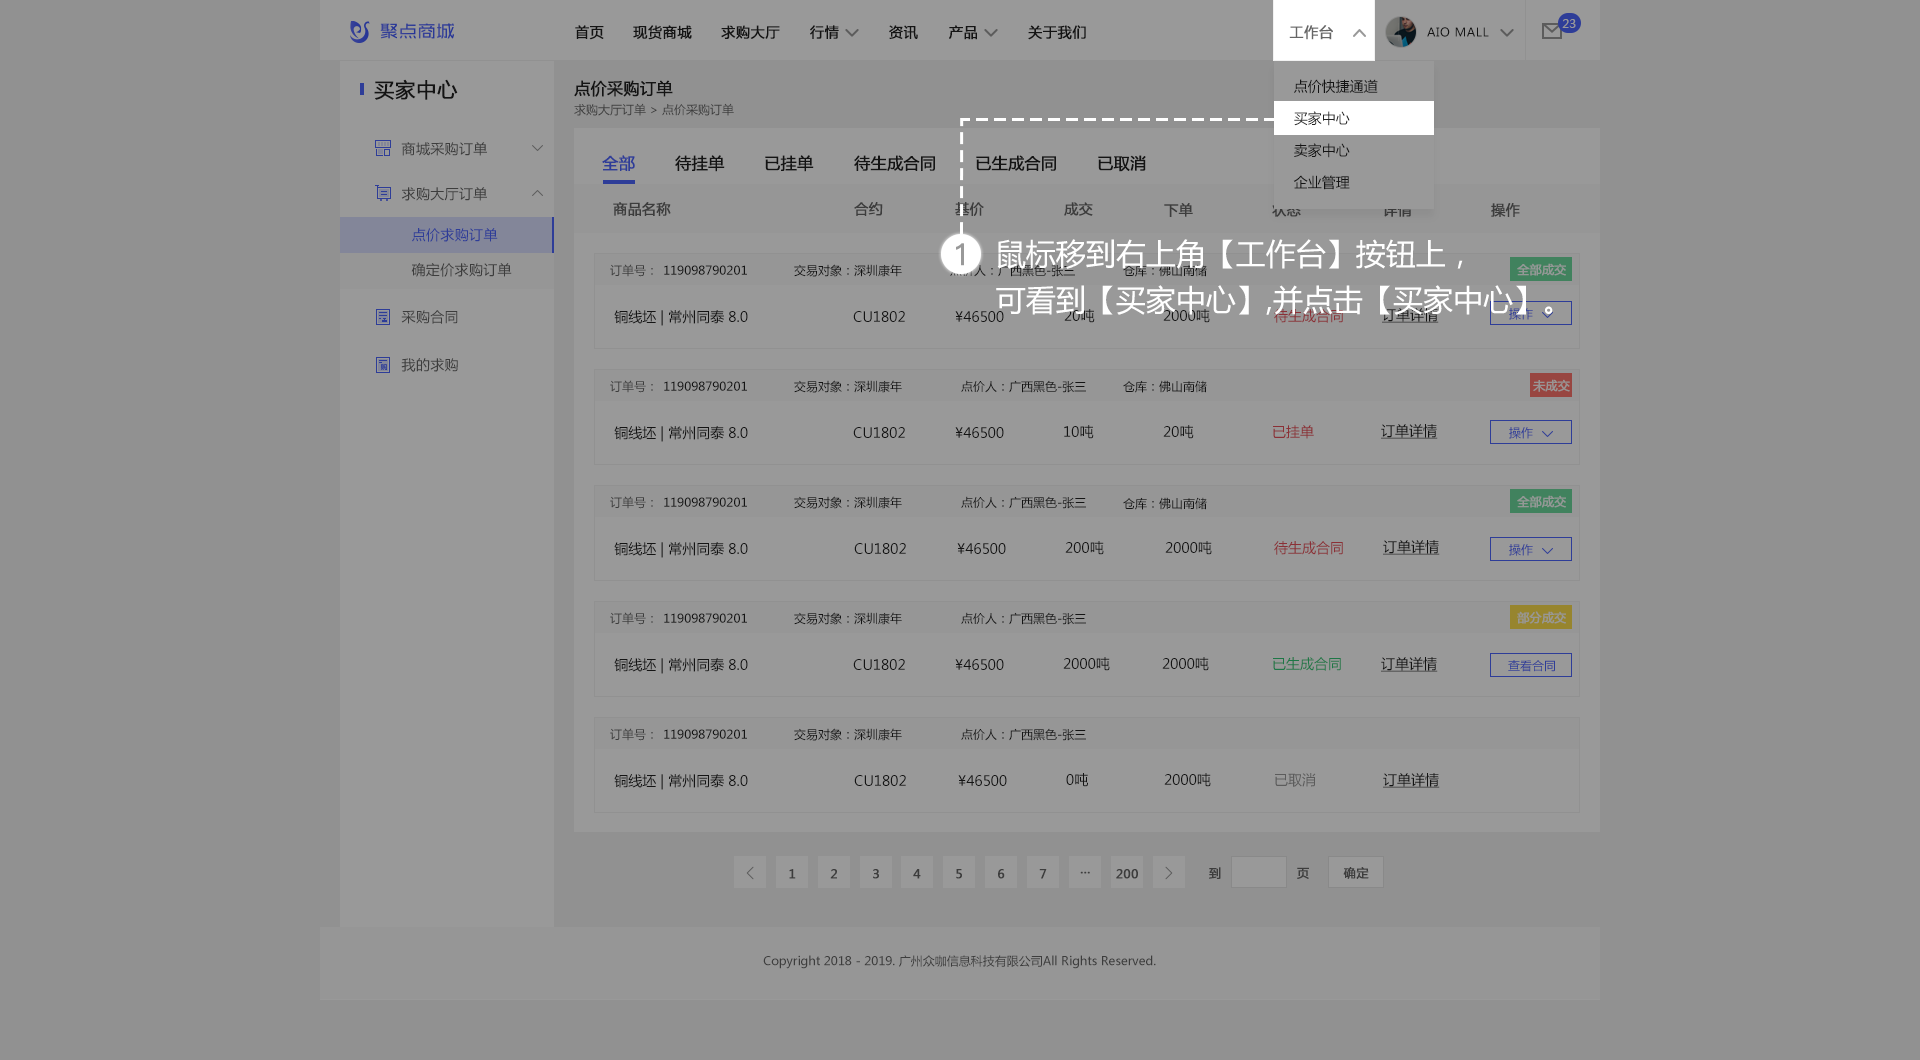 聚点商城 首页 现货商城 求购大厅 行情 资讯 产品 关于我们 工作台 AIO MALL 23
买家中心
商城采购订单
求购大厅订单
点价求购订单
确定价求购订单
采购合同
我的求购
点价采购订单
求购大厅订单 > 点价采购订单
点价快捷通道
买家中心
卖家中心
企业管理
全部 待挂单 已挂单 待生成合同 已生成合同 已取消
商品名称 合约 基价 成交 下单 状态 详情 操作
1 鼠标移到右上角【工作台】按钮上，
可看到【买家中心】,并点击【买家中心】。
订单号： 119098790201 交易对象：深圳康年 点价人：广西黑色-张三 仓库：佛山南储 全部成交
铜线坯 | 常州同泰 8.0 CU1802 ¥46500 20吨 2000吨 待生成合同 订单详情 操作
订单号： 119098790201 交易对象：深圳康年 点价人：广西黑色-张三 仓库：佛山南储 未成交
铜线坯 | 常州同泰 8.0 CU1802 ¥46500 10吨 20吨 已挂单 订单详情 操作
订单号： 119098790201 交易对象：深圳康年 点价人：广西黑色-张三 仓库：佛山南储 全部成交
铜线坯 | 常州同泰 8.0 CU1802 ¥46500 200吨 2000吨 待生成合同 订单详情 操作
订单号： 119098790201 交易对象：深圳康年 点价人：广西黑色-张三 部分成交
铜线坯 | 常州同泰 8.0 CU1802 ¥46500 2000吨 2000吨 已生成合同 订单详情 查看合同
订单号： 119098790201 交易对象：深圳康年 点价人：广西黑色-张三
铜线坯 | 常州同泰 8.0 CU1802 ¥46500 0吨 2000吨 已取消 订单详情
< 1 2 3 4 5 6 7 ··· 200 > 到 页 确定
Copyright 2018 - 2019. 广州众咖信息科技有限公司All Rights Reserved.